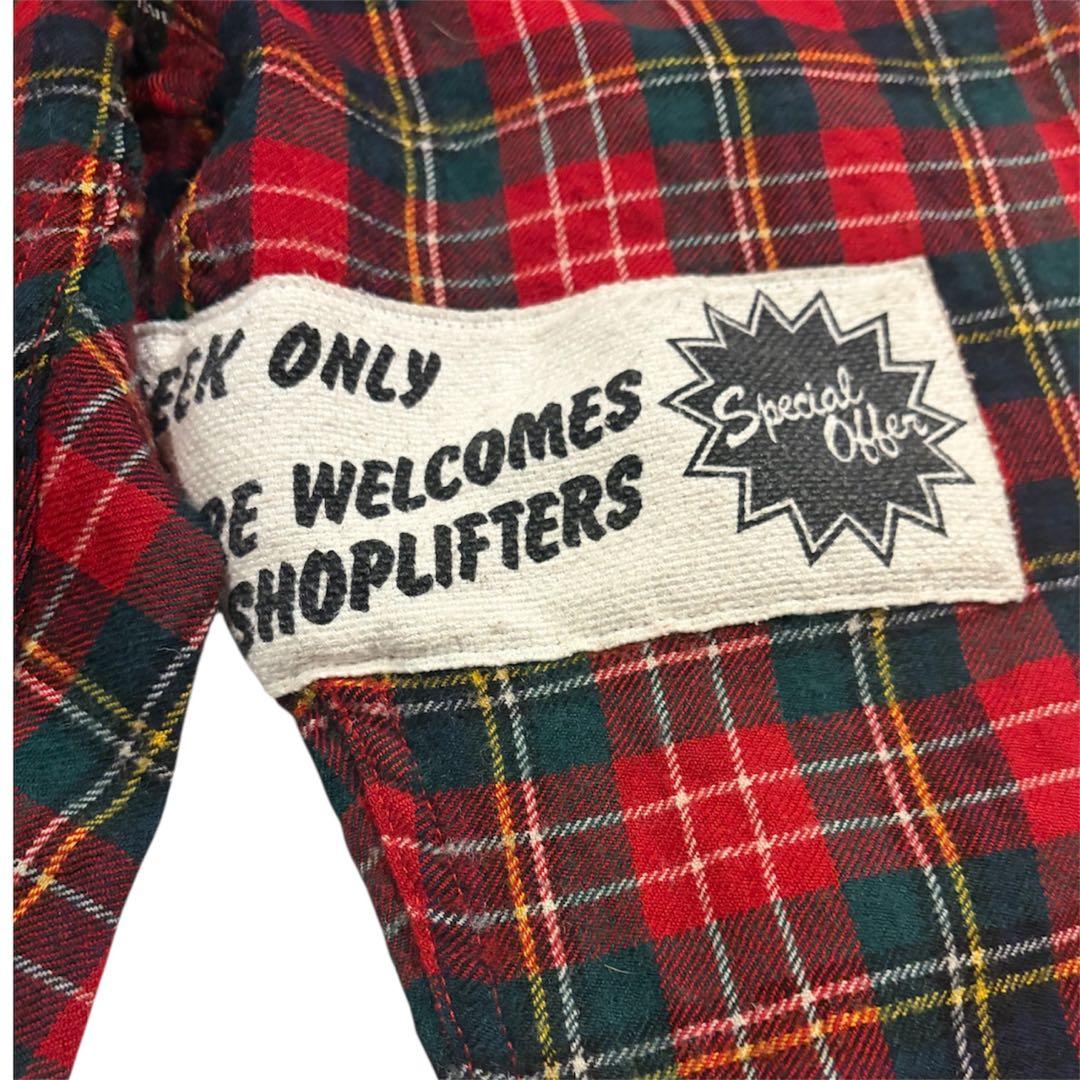 EEK ONLY
RE WELCOMES
SHOPLIFTERS
Special
Offer